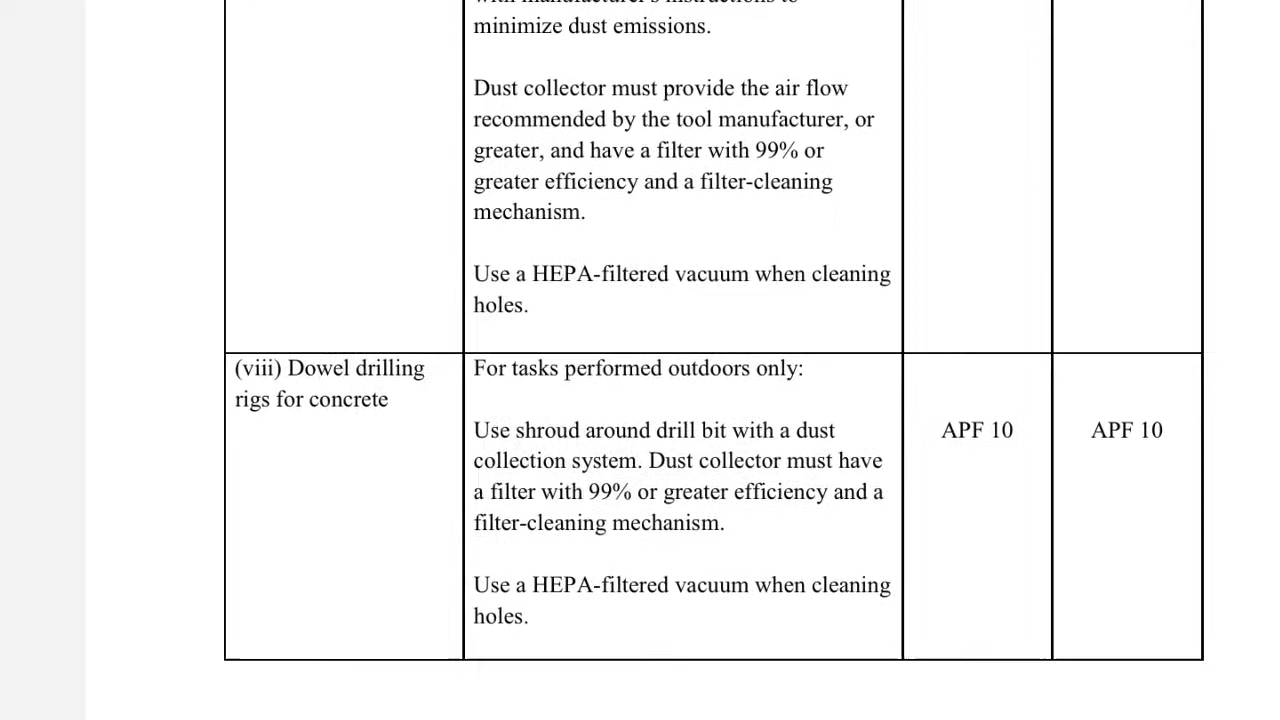 minimize dust emissions.
Dust collector must provide the air flow
recommended by the tool manufacturer, or
greater, and have a filter with 99% or
greater efficiency and a filter-cleaning
mechanism.
Use a HEPA-filtered vacuum when cleaning
holes.
(viii) Dowel drilling
rigs for concrete
For tasks performed outdoors only:
Use shroud around drill bit with a dust
collection system. Dust collector must have
a filter with 99% or greater efficiency and a
filter-cleaning mechanism.
Use a HEPA-filtered vacuum when cleaning
holes.
APF 10
APF 10